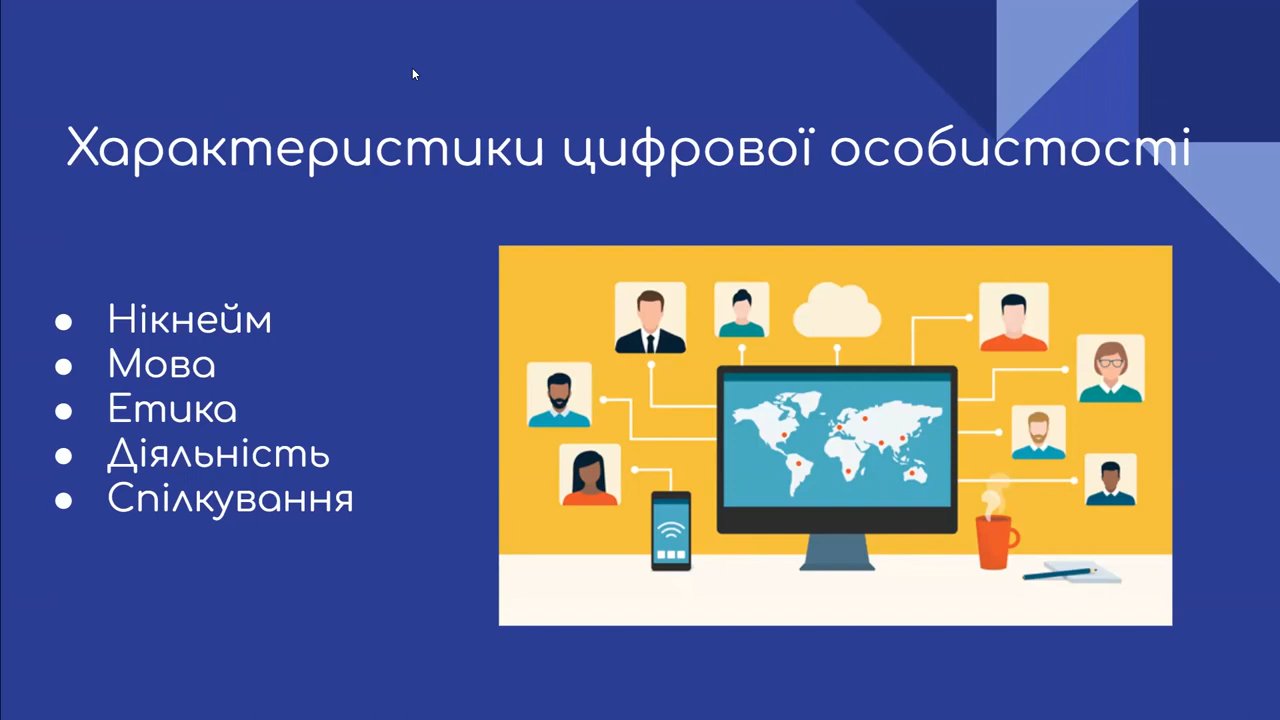 Характеристики цифрової особистості
● Нікнейм
● Мова
● Етика
● Діяльність
● Спілкування